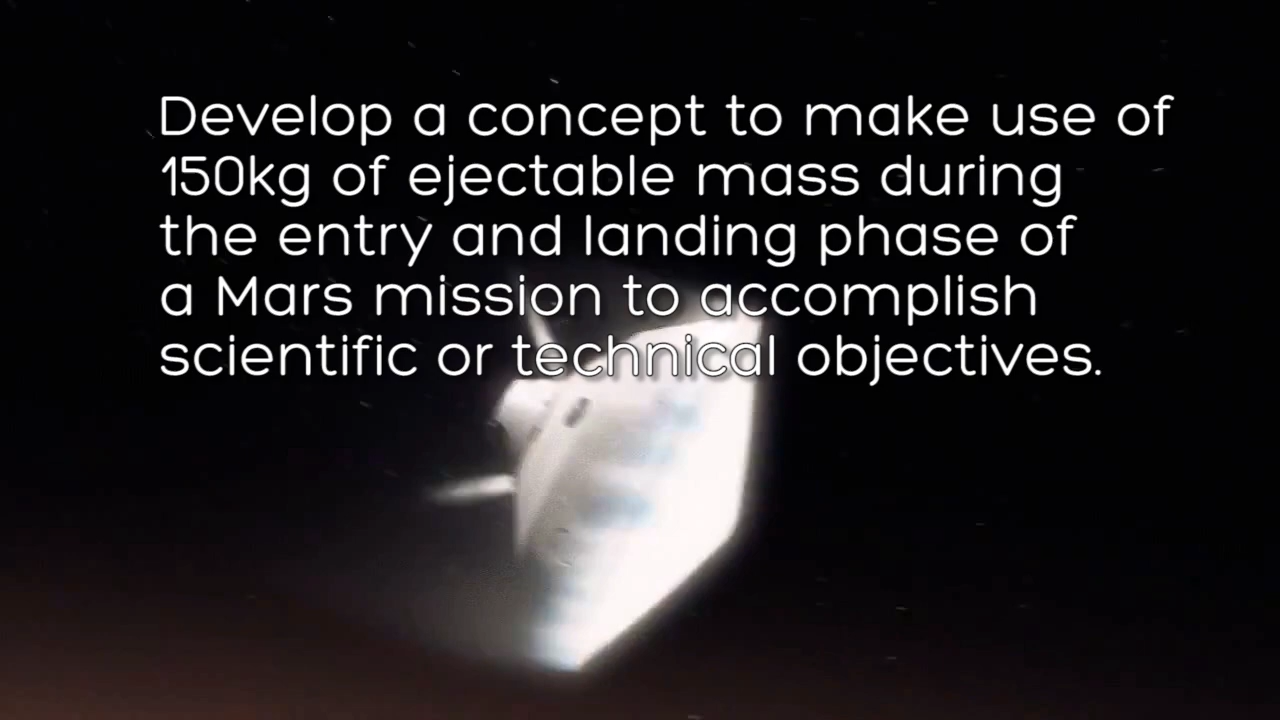 Develop a concept to make use of
150kg of ejectable mass during
the entry and landing phase of
a Mars mission to accomplish
scientific or technical objectives.